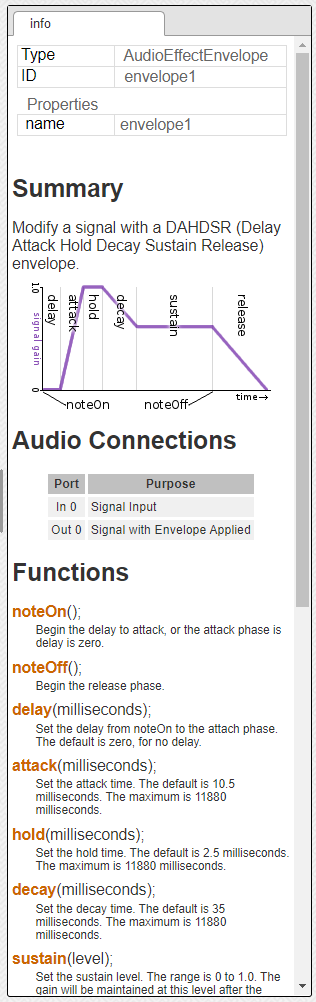 info
Type AudioEffectEnvelope
ID envelope1
Properties
name envelope1
Summary
Modify a signal with a DAHDSR (Delay
Attack Hold Decay Sustain Release)
envelope.
1.0
signal gain
0
delay
attack
hold
decay
sustain
release
time→
noteOn
noteOff
Audio Connections
Port Purpose
In 0 Signal Input
Out 0 Signal with Envelope Applied
Functions
noteOn();
Begin the delay to attack, or the attack phase is
delay is zero.
noteOff();
Begin the release phase.
delay(milliseconds);
Set the delay from noteOn to the attach phase.
The default is zero, for no delay.
attack(milliseconds);
Set the attack time. The default is 10.5
milliseconds. The maximum is 11880
milliseconds.
hold(milliseconds);
Set the hold time. The default is 2.5 milliseconds.
The maximum is 11880 milliseconds.
decay(milliseconds);
Set the decay time. The default is 35
milliseconds. The maximum is 11880
milliseconds.
sustain(level);
Set the sustain level. The range is 0 to 1.0. The
gain will be maintained at this level after the